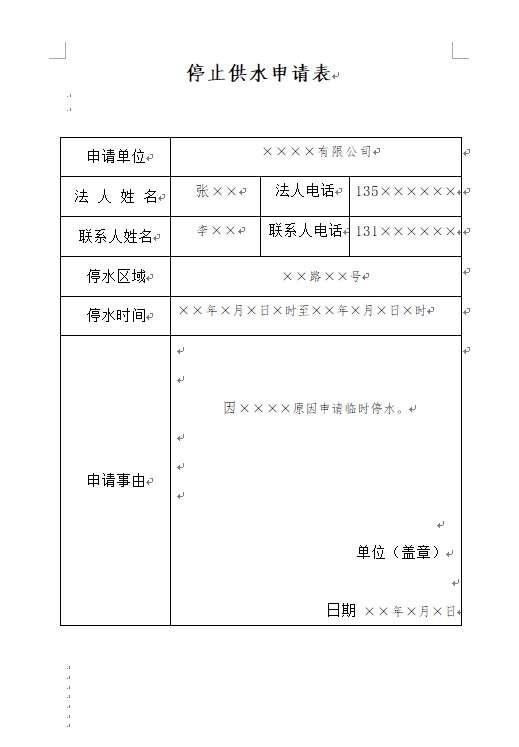 停止供水申请表
申请单位 ××××有限公司
法 人 姓 名 张×× 法人电话 135××××××
联系人姓名 李×× 联系人电话 131××××××
停水区域 ××路××号
停水时间 ××年×月×日×时至××年×月×日×时
因××××原因申请临时停水。
申请事由
单位（盖章）
日期 ××年×月×日